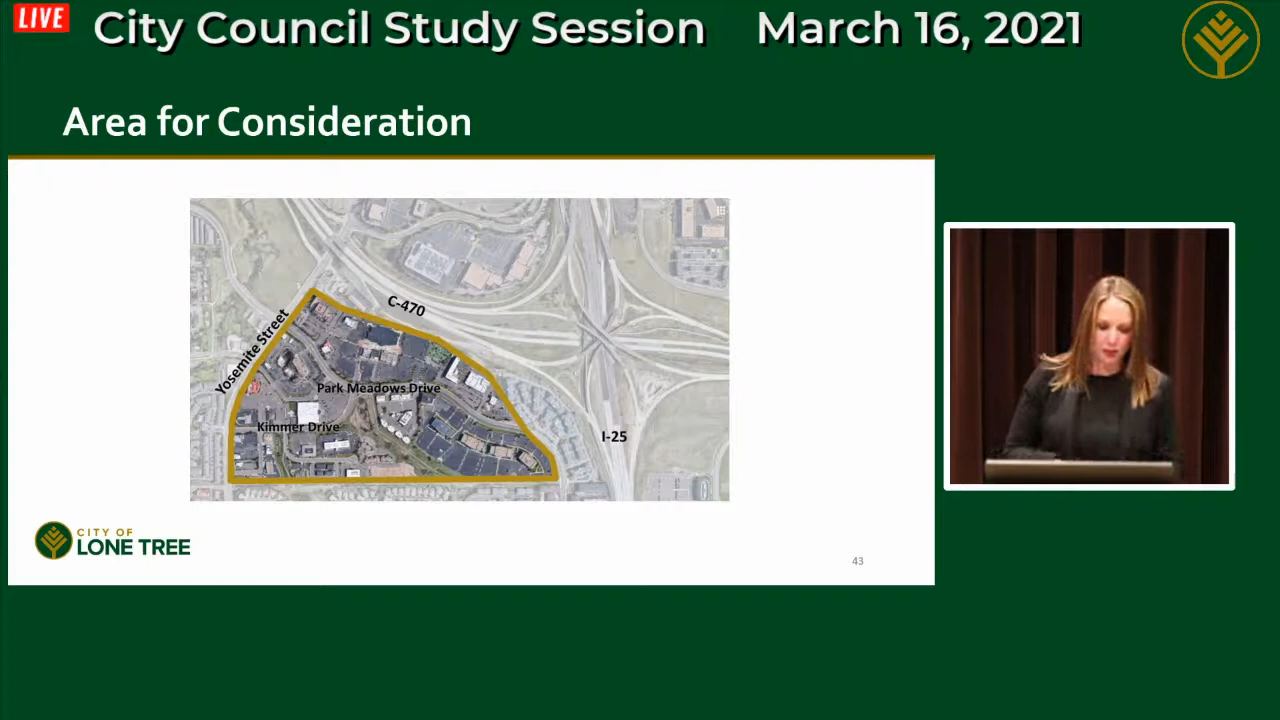 LIVE
City Council Study Session March 16, 2021
Area for Consideration
C-470
Yosemite Street
Park Meadows Drive
Kimmer Drive
I-25
CITY OF
LONE TREE
43